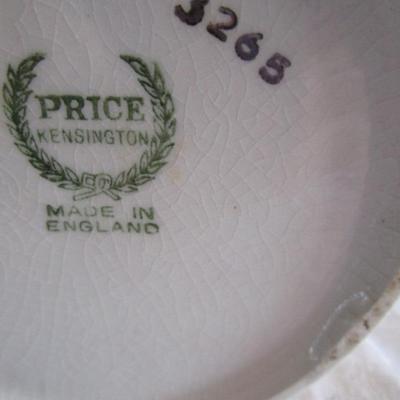 3265
PRICE
KENSINGTON
MADE IN
ENGLAND